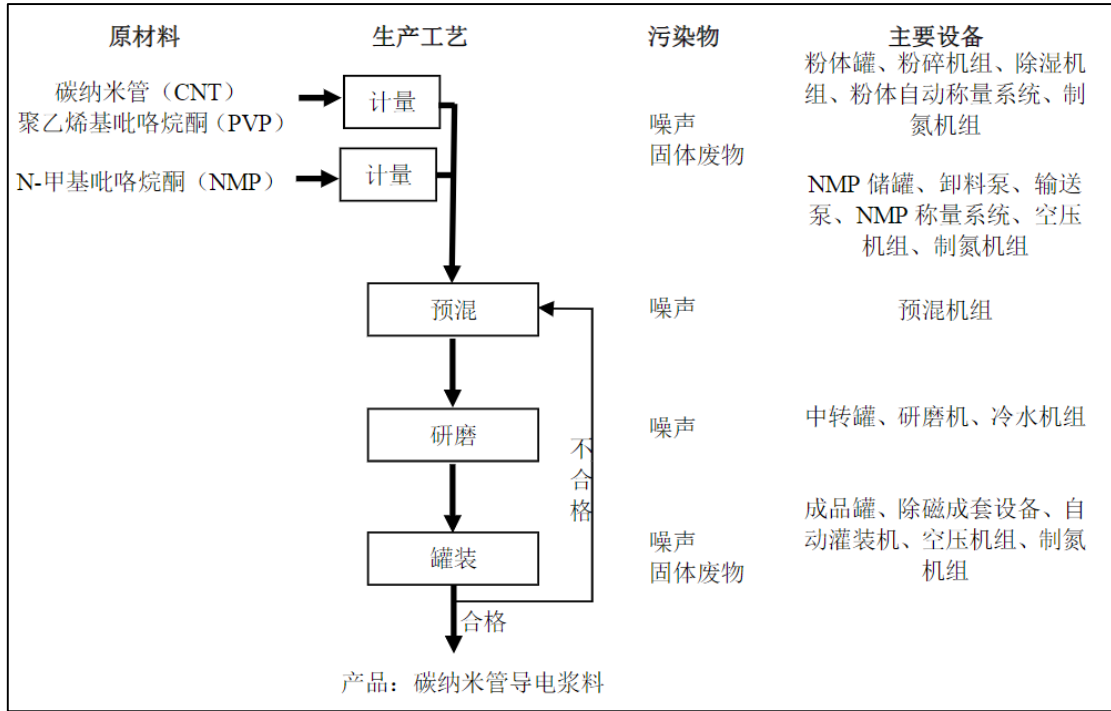 原材料
生产工艺
污染物
主要设备
碳纳米管（CNT）
聚乙烯基吡咯烷酮（PVP）
计量
噪声
固体废物
粉体罐、粉碎机组、除湿机
组、粉体自动称量系统、制
氮机组
N-甲基吡咯烷酮（NMP）
计量
NMP 储罐、卸料泵、输送
泵、NMP 称量系统、空压
机组、制氮机组
预混
噪声
预混机组
研磨
噪声
中转罐、研磨机、冷水机组
不
合
格
罐装
噪声
固体废物
成品罐、除磁成套设备、自
动灌装机、空压机组、制氮
机组
合格
产品：碳纳米管导电浆料